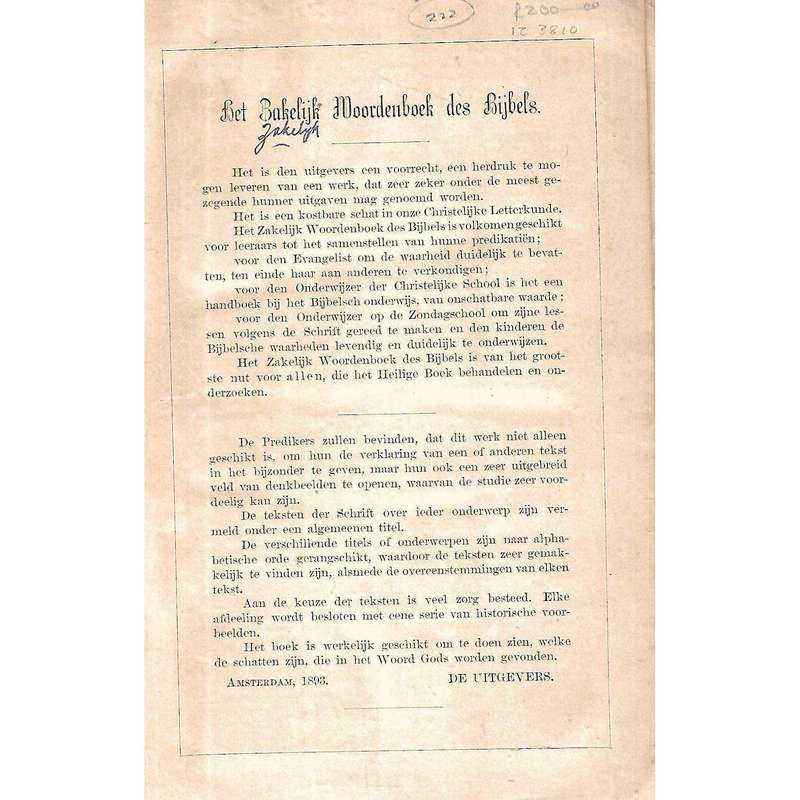 222
f200-00
12 3810
Het Zakelijk Woordenboek des Bijbels.
Zakelijk
Het is den uitgevers een voorrecht, een herdruk te mo-
gen leveren van een werk, dat zeer zeker onder de meest ge-
zegende hunner uitgaven mag genoemd worden.
Het is een kostbare schat in onze Christelijke Letterkunde.
Het Zakelijk Woordenboek des Bijbels is volkomen geschikt
voor leeraars tot het samenstellen van hunne predikatiën;
voor den Evangelist om de waarheid duidelijk te bevat-
ten, ten einde haar aan anderen te verkondigen;
voor den Onderwijzer der Christelijke School is het een
handboek bij het Bijbelsch onderwijs, van onschatbare waarde;
voor den Onderwijzer op de Zondagschool om zijne les-
sen volgens de Schrift gereed te maken en den kinderen de
Bijbelsche waarheden levendig en duidelijk te onderwijzen.
Het Zakelijk Woordenboek des Bijbels is van het groot-
ste nut voor allen, die het Heilige Boek behandelen en on-
derzoeken.
De Predikers zullen bevinden, dat dit werk niet alleen
geschikt is, om hun de verklaring van een of anderen tekst
in het bijzonder te geven, maar hun ook een zeer uitgebreid
veld van denkbeelden te openen, waarvan de studie zeer voor-
deelig kan zijn.
De teksten der Schrift over ieder onderwerp zijn ver-
meld onder een algemeenen titel.
De verschillende titels of onderwerpen zijn naar alpha-
betische orde gerangschikt, waardoor de teksten zeer gemak-
kelijk te vinden zijn, alsmede de overeenstemmingen van elken
tekst.
Aan de keuze der teksten is veel zorg besteed. Elke
afdeeling wordt besloten met eene serie van historische voor-
beelden.
Het boek is werkelijk geschikt om te doen zien, welke
de schatten zijn, die in het Woord Gods worden gevonden.
Amsterdam, 1893. DE UITGEVERS.